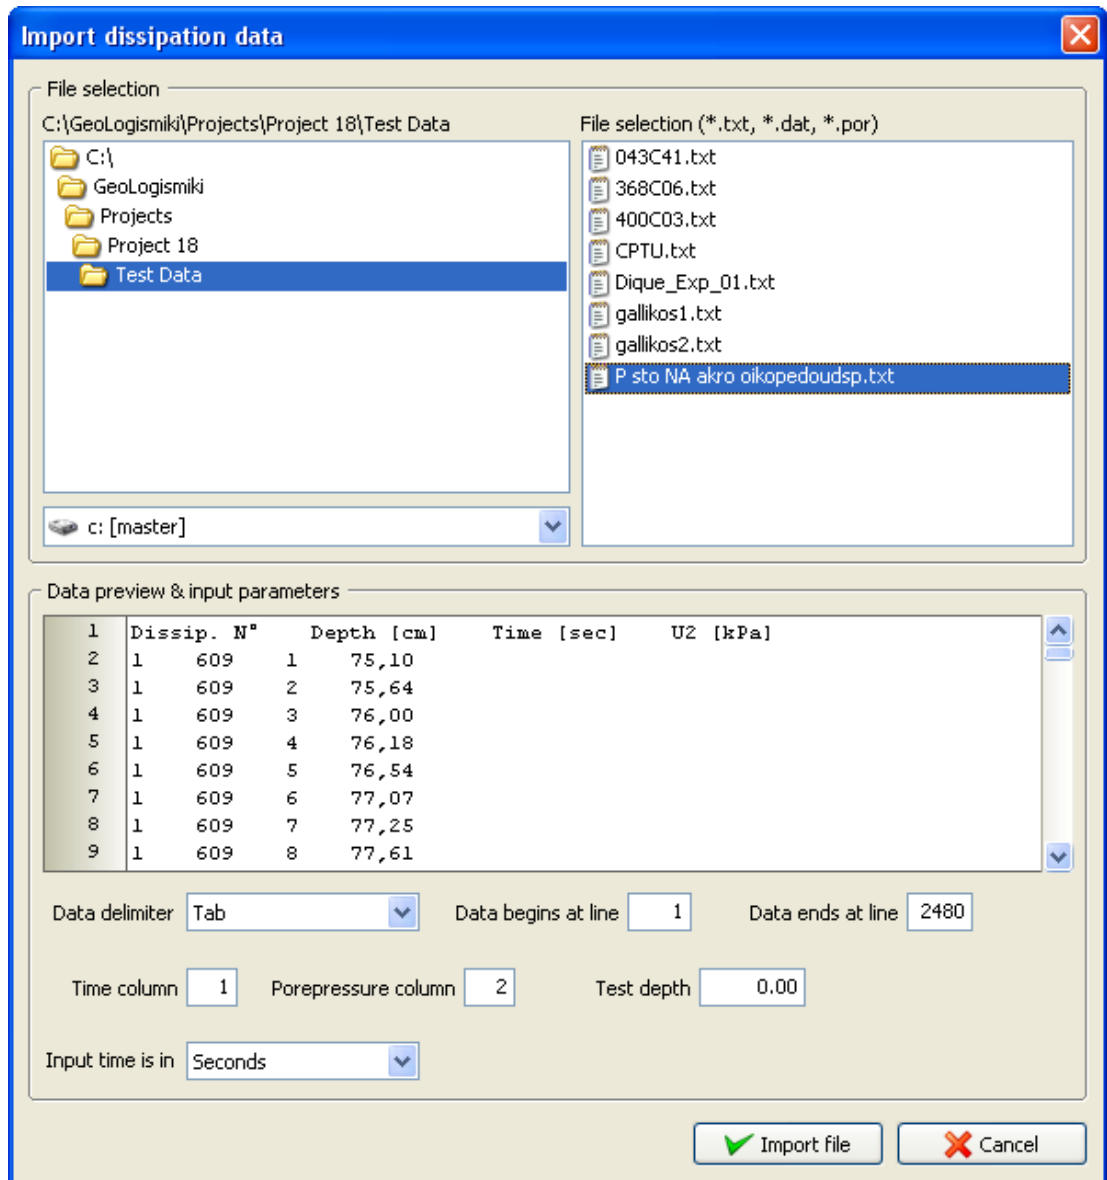 Import dissipation data
File selection
C:\GeoLogismiki\Projects\Project 18\Test Data
C:\
GeoLogismiki
Projects
Project 18
Test Data
c: [master]
File selection (*.txt, *.dat, *.por)
043C41.txt
368C06.txt
400C03.txt
CPTU.txt
Dique_Exp_01.txt
gallikos1.txt
gallikos2.txt
P sto NA akro oikopedoudsp.txt
Data preview & input parameters
1 Dissip. N° Depth [cm] Time [sec] U2 [kPa]
2 1 609 1 75,10
3 1 609 2 75,64
4 1 609 3 76,00
5 1 609 4 76,18
6 1 609 5 76,54
7 1 609 6 77,07
8 1 609 7 77,25
9 1 609 8 77,61
Data delimiter Tab Data begins at line 1 Data ends at line 2480
Time column 1 Porepressure column 2 Test depth 0.00
Input time is in Seconds
Import file Cancel